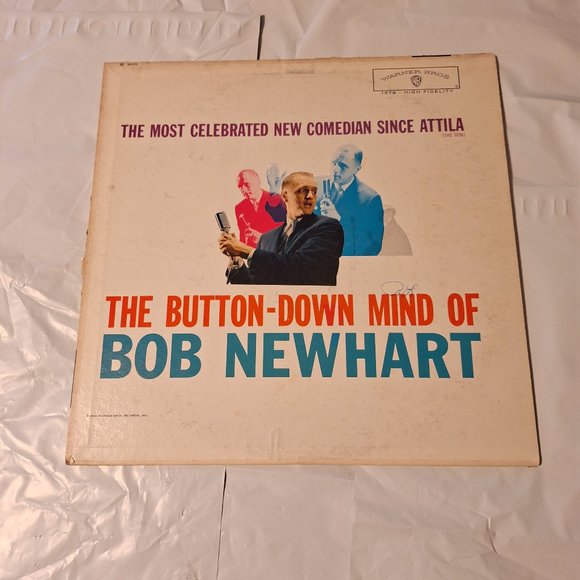 WARNER BROS.
1379 - HIGH FIDELITY
THE MOST CELEBRATED NEW COMEDIAN SINCE ATTILA
(THE HUN)
THE BUTTON-DOWN MIND OF
BOB NEWHART